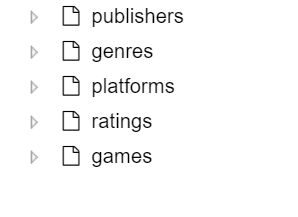 publishers
genres
platforms
ratings
games